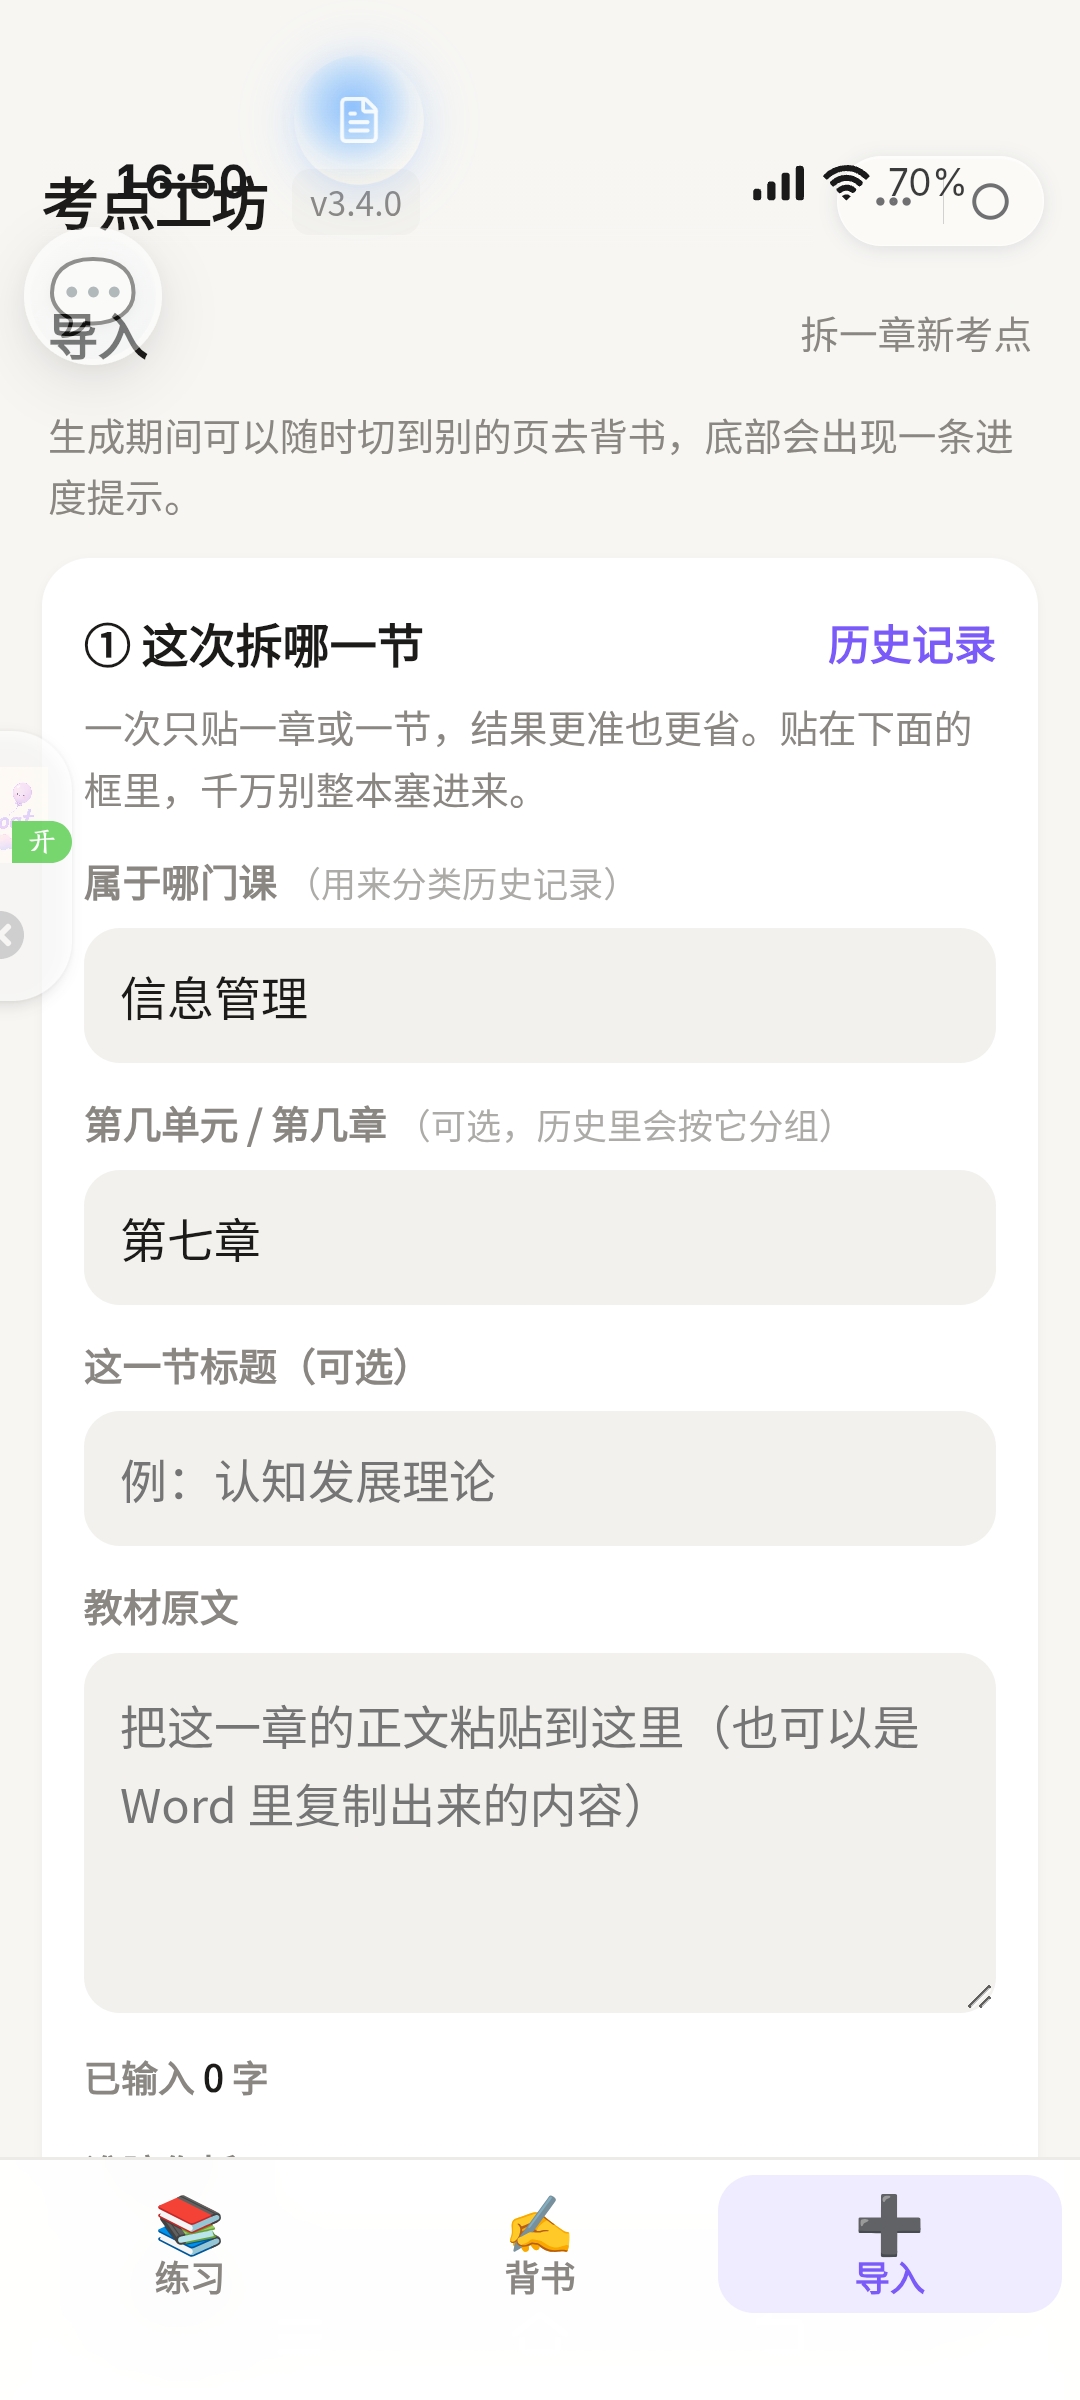 16:50
70%
考点工坊
v3.4.0
导入
拆一章新考点
生成期间可以随时切到别的页去背书，底部会出现一条进
度提示。
① 这次拆哪一节
历史记录
一次只贴一章或一节，结果更准也更省。贴在下面的
框里，千万别整本塞进来。
开
属于哪门课（用来分类历史记录）
信息管理
第几单元 / 第几章（可选，历史里会按它分组）
第七章
这一节标题（可选）
例：认知发展理论
教材原文
把这一章的正文粘贴到这里（也可以是
Word 里复制出来的内容）
已输入 0 字
练习
背书
导入